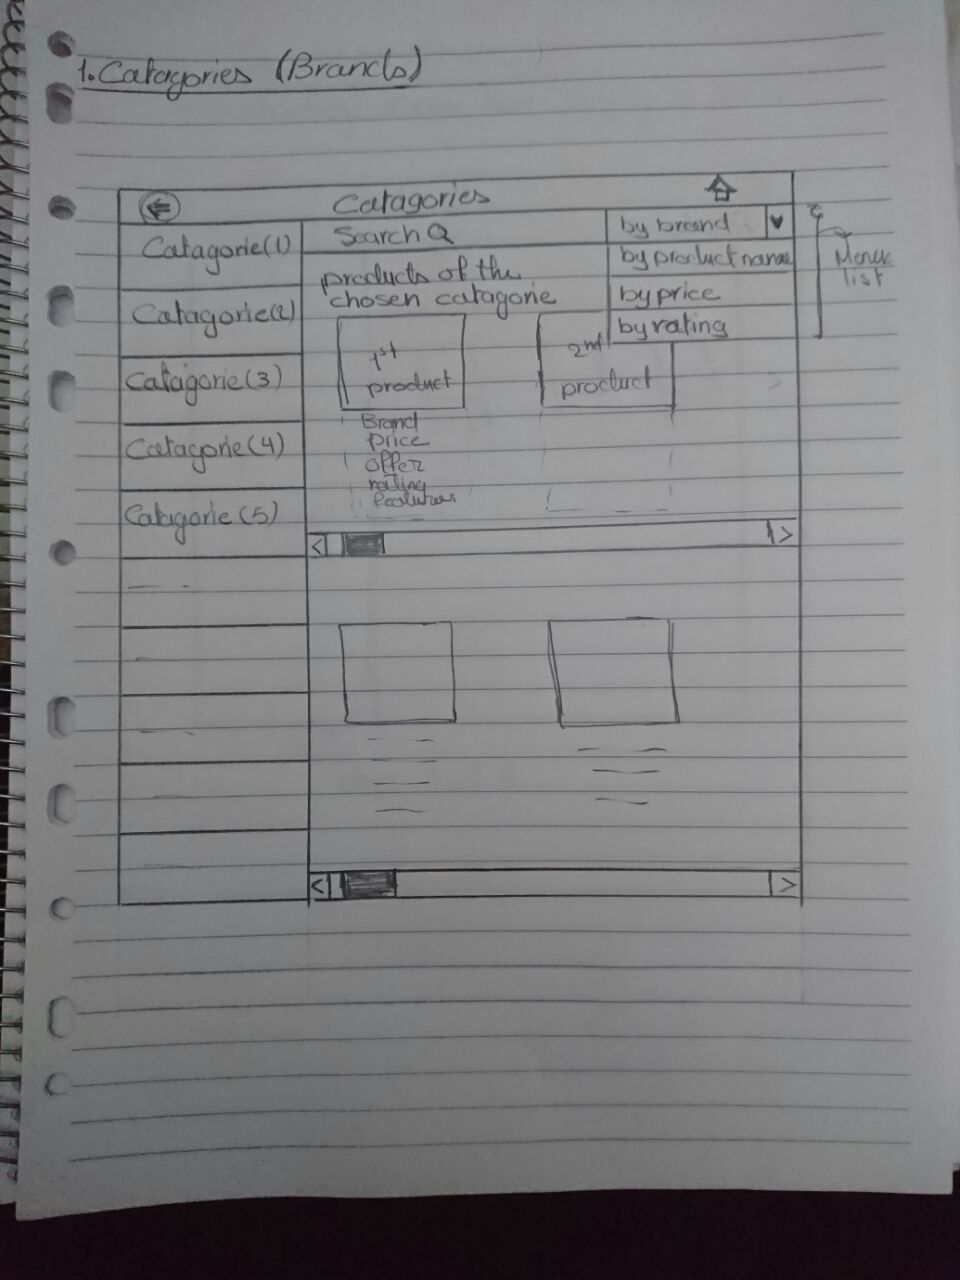 1. Catagories (Brands)
Catagories
Catagorie(1)
Search
by brand
by product name
by price
by rating
Menue
list
products of the
chosen catagorie
Catagorie(2)
Catagorie(3)
Catagorie(4)
Catagorie(5)
1st
product
2nd
product
Brand
price
offer
rating
features